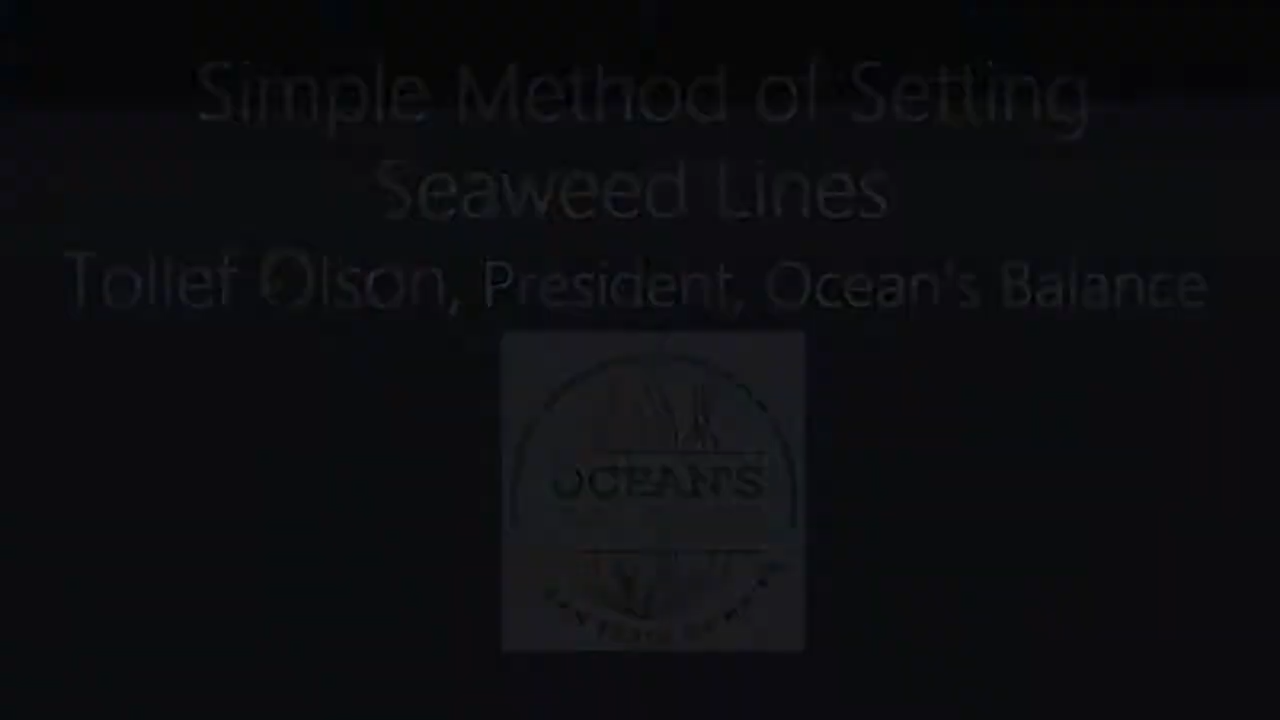 Simple Method of Setting
Seaweed Lines
Tollef Olson, President, Ocean's Balance
OCEAN'S